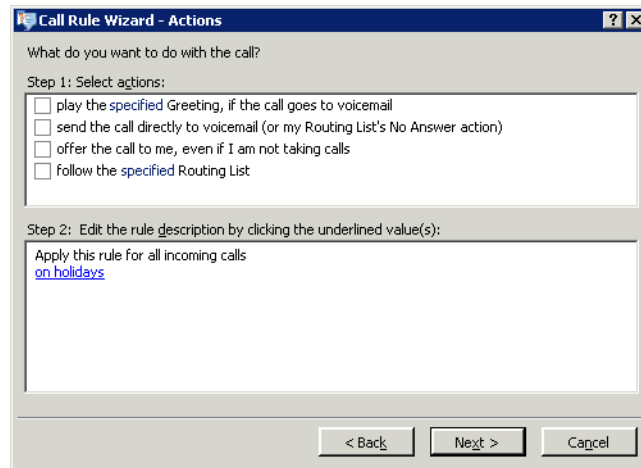 Call Rule Wizard - Actions
What do you want to do with the call?
Step 1: Select actions:
play the specified Greeting, if the call goes to voicemail
send the call directly to voicemail (or my Routing List's No Answer action)
offer the call to me, even if I am not taking calls
follow the specified Routing List
Step 2:  Edit the rule description by clicking the underlined value(s):
Apply this rule for all incoming calls
on holidays
< Back Next > Cancel